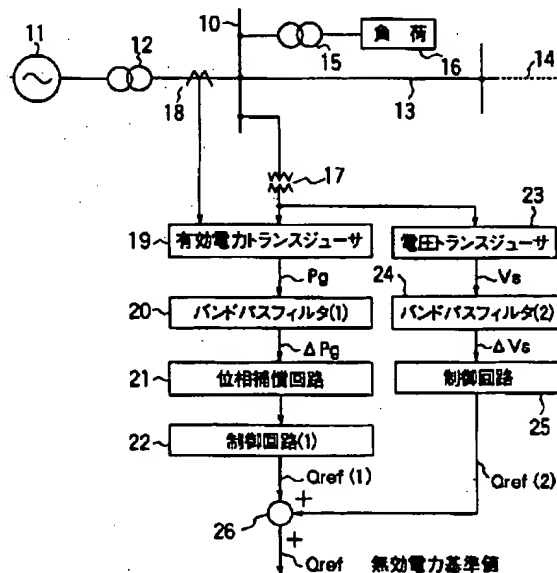 10
11
12
負 荷
15
16
14
18
13
17
23
19
有効電力トランスジューサ
電圧トランスジューサ
24
Pg
Vs
20
バンドパスフィルタ(1)
バンドパスフィルタ(2)
ΔPg
ΔVs
21
位相補償回路
制御回路
25
22
制御回路(1)
Qref(1)
Qref(2)
+
26
+
Qref 無効電力基準値